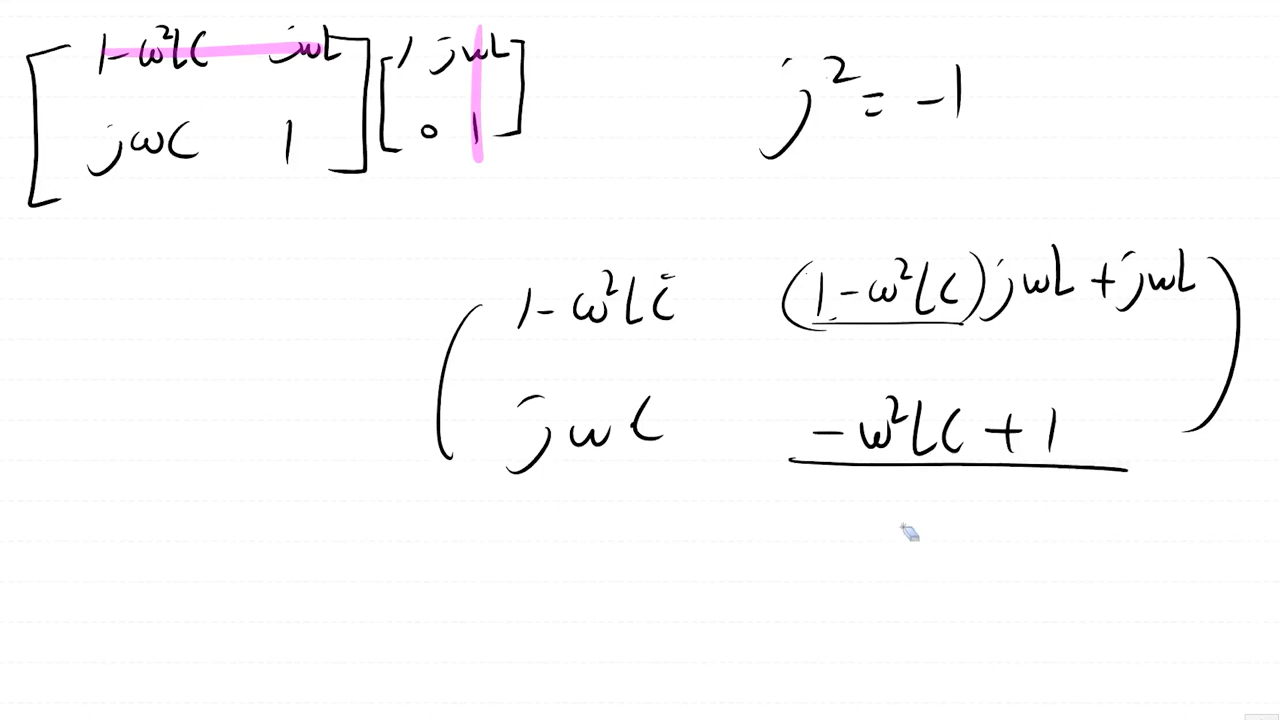 [ 1-ω²LC jωL ] [ 1 jωL ]
[ jωC 1 ] [ 0 1 ]
j² = -1
( 1-ω²LC (1-ω²LC)jωL + jωL )
( jωC -ω²LC + 1 )